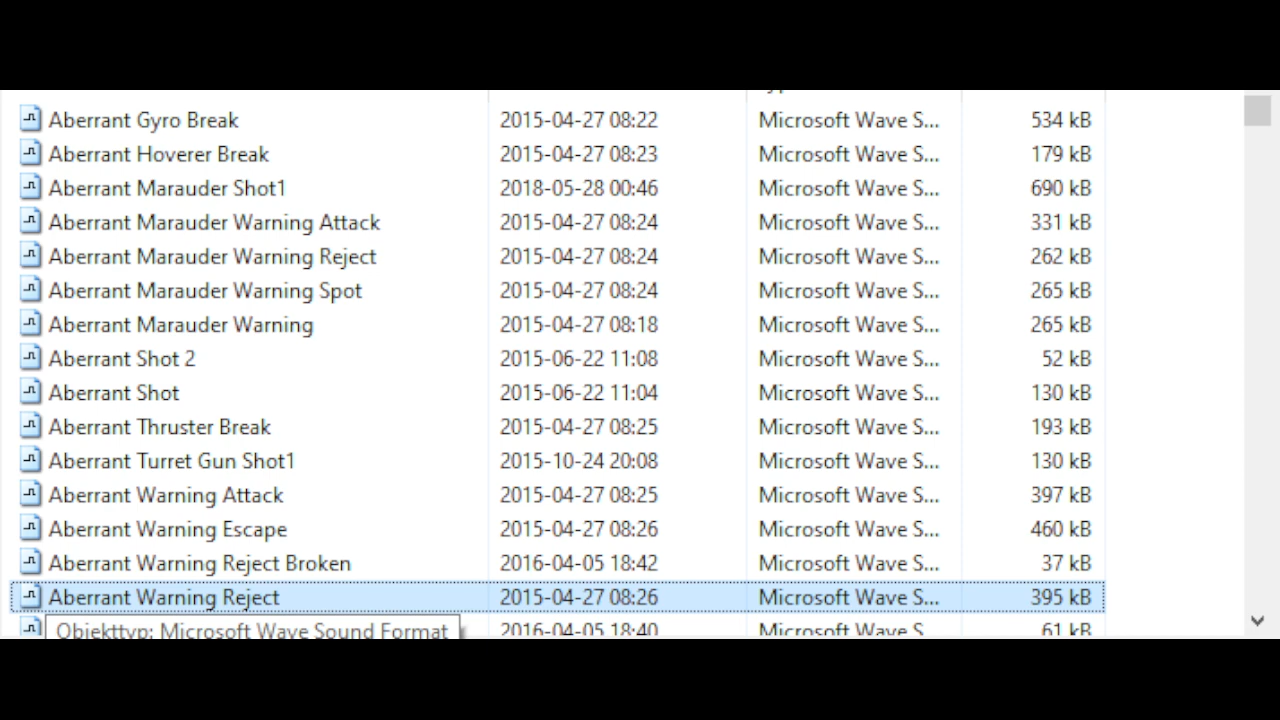 Aberrant Gyro Break 2015-04-27 08:22 Microsoft Wave S... 534 kB
Aberrant Hoverer Break 2015-04-27 08:23 Microsoft Wave S... 179 kB
Aberrant Marauder Shot1 2018-05-28 00:46 Microsoft Wave S... 690 kB
Aberrant Marauder Warning Attack 2015-04-27 08:24 Microsoft Wave S... 331 kB
Aberrant Marauder Warning Reject 2015-04-27 08:24 Microsoft Wave S... 262 kB
Aberrant Marauder Warning Spot 2015-04-27 08:24 Microsoft Wave S... 265 kB
Aberrant Marauder Warning 2015-04-27 08:18 Microsoft Wave S... 265 kB
Aberrant Shot 2 2015-06-22 11:08 Microsoft Wave S... 52 kB
Aberrant Shot 2015-06-22 11:04 Microsoft Wave S... 130 kB
Aberrant Thruster Break 2015-04-27 08:25 Microsoft Wave S... 193 kB
Aberrant Turret Gun Shot1 2015-10-24 20:08 Microsoft Wave S... 130 kB
Aberrant Warning Attack 2015-04-27 08:25 Microsoft Wave S... 397 kB
Aberrant Warning Escape 2015-04-27 08:26 Microsoft Wave S... 460 kB
Aberrant Warning Reject Broken 2016-04-05 18:42 Microsoft Wave S... 37 kB
Aberrant Warning Reject 2015-04-27 08:26 Microsoft Wave S... 395 kB
Objekttyp: Microsoft Wave Sound Format 2016-04-05 18:40 Microsoft Wave S... 61 kB